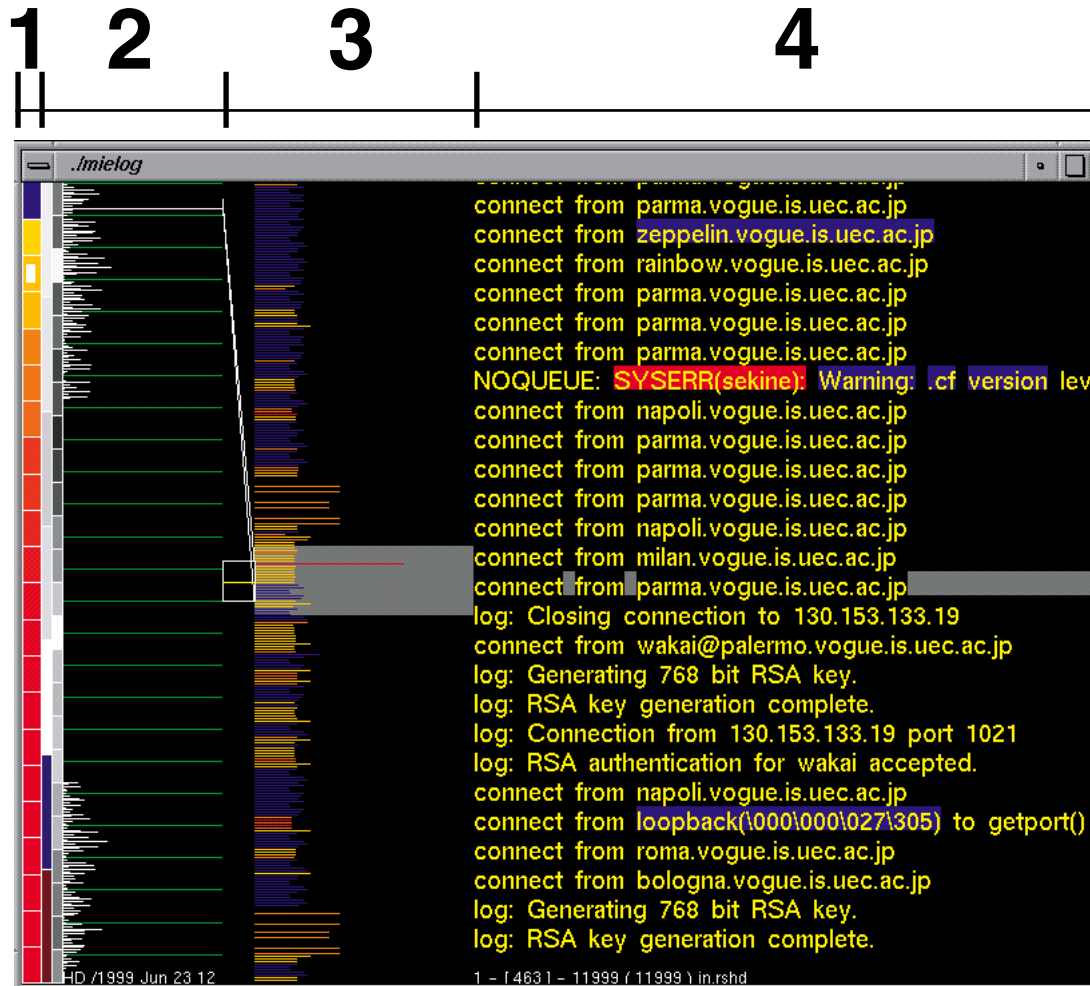 1 2 3 4
./mielog
connect from parma.vogue.is.uec.ac.jp
connect from parma.vogue.is.uec.ac.jp
connect from zeppelin.vogue.is.uec.ac.jp
connect from rainbow.vogue.is.uec.ac.jp
connect from parma.vogue.is.uec.ac.jp
connect from parma.vogue.is.uec.ac.jp
connect from parma.vogue.is.uec.ac.jp
NOQUEUE: SYSERR(sekine): Warning: .cf version lev
connect from napoli.vogue.is.uec.ac.jp
connect from parma.vogue.is.uec.ac.jp
connect from parma.vogue.is.uec.ac.jp
connect from parma.vogue.is.uec.ac.jp
connect from napoli.vogue.is.uec.ac.jp
connect from milan.vogue.is.uec.ac.jp
connect from parma.vogue.is.uec.ac.jp
log: Closing connection to 130.153.133.19
connect from wakai@palermo.vogue.is.uec.ac.jp
log: Generating 768 bit RSA key.
log: RSA key generation complete.
log: Connection from 130.153.133.19 port 1021
log: RSA authentication for wakai accepted.
connect from napoli.vogue.is.uec.ac.jp
connect from loopback(\000\000\027\305) to getport()
connect from roma.vogue.is.uec.ac.jp
connect from bologna.vogue.is.uec.ac.jp
log: Generating 768 bit RSA key.
log: RSA key generation complete.
HD /1999 Jun 23 12 1 - [ 463 ] - 11999 ( 11999 ) in.rshd